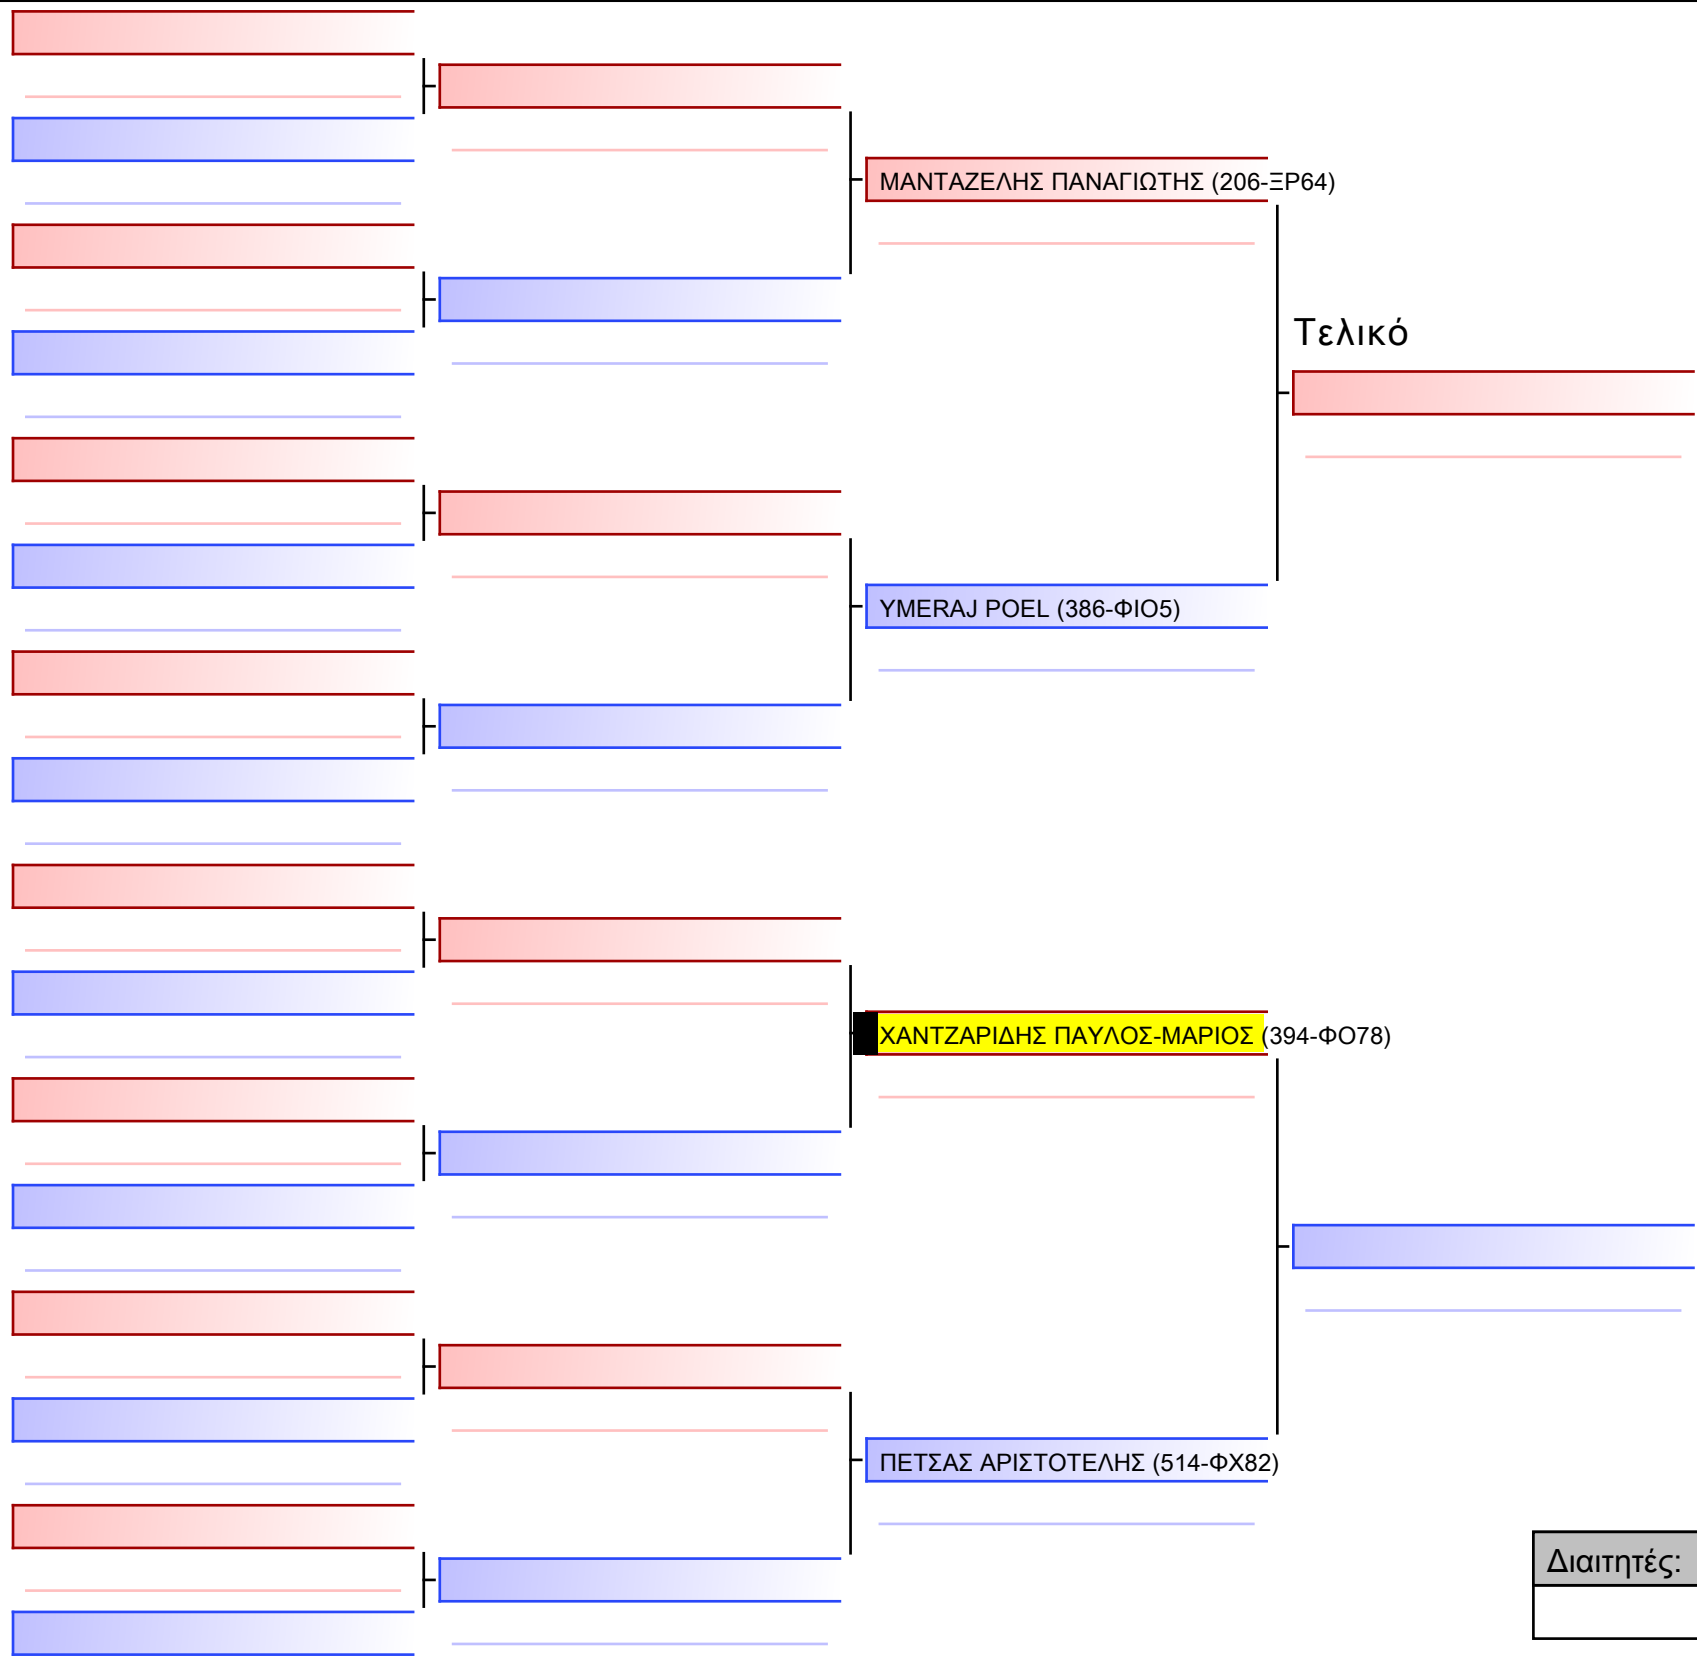 ΜΑΝΤΑΖΕΛΗΣ ΠΑΝΑΓΙΩΤΗΣ (206-ΞΡ64)
Τελικό
YMERAJ POEL (386-ΦΙΟ5)
ΧΑΝΤΖΑΡΙΔΗΣ ΠΑΥΛΟΣ-ΜΑΡΙΟΣ (394-ΦΟ78)
ΠΕΤΣΑΣ ΑΡΙΣΤΟΤΕΛΗΣ (514-ΦΧ82)
Διαιτητές: